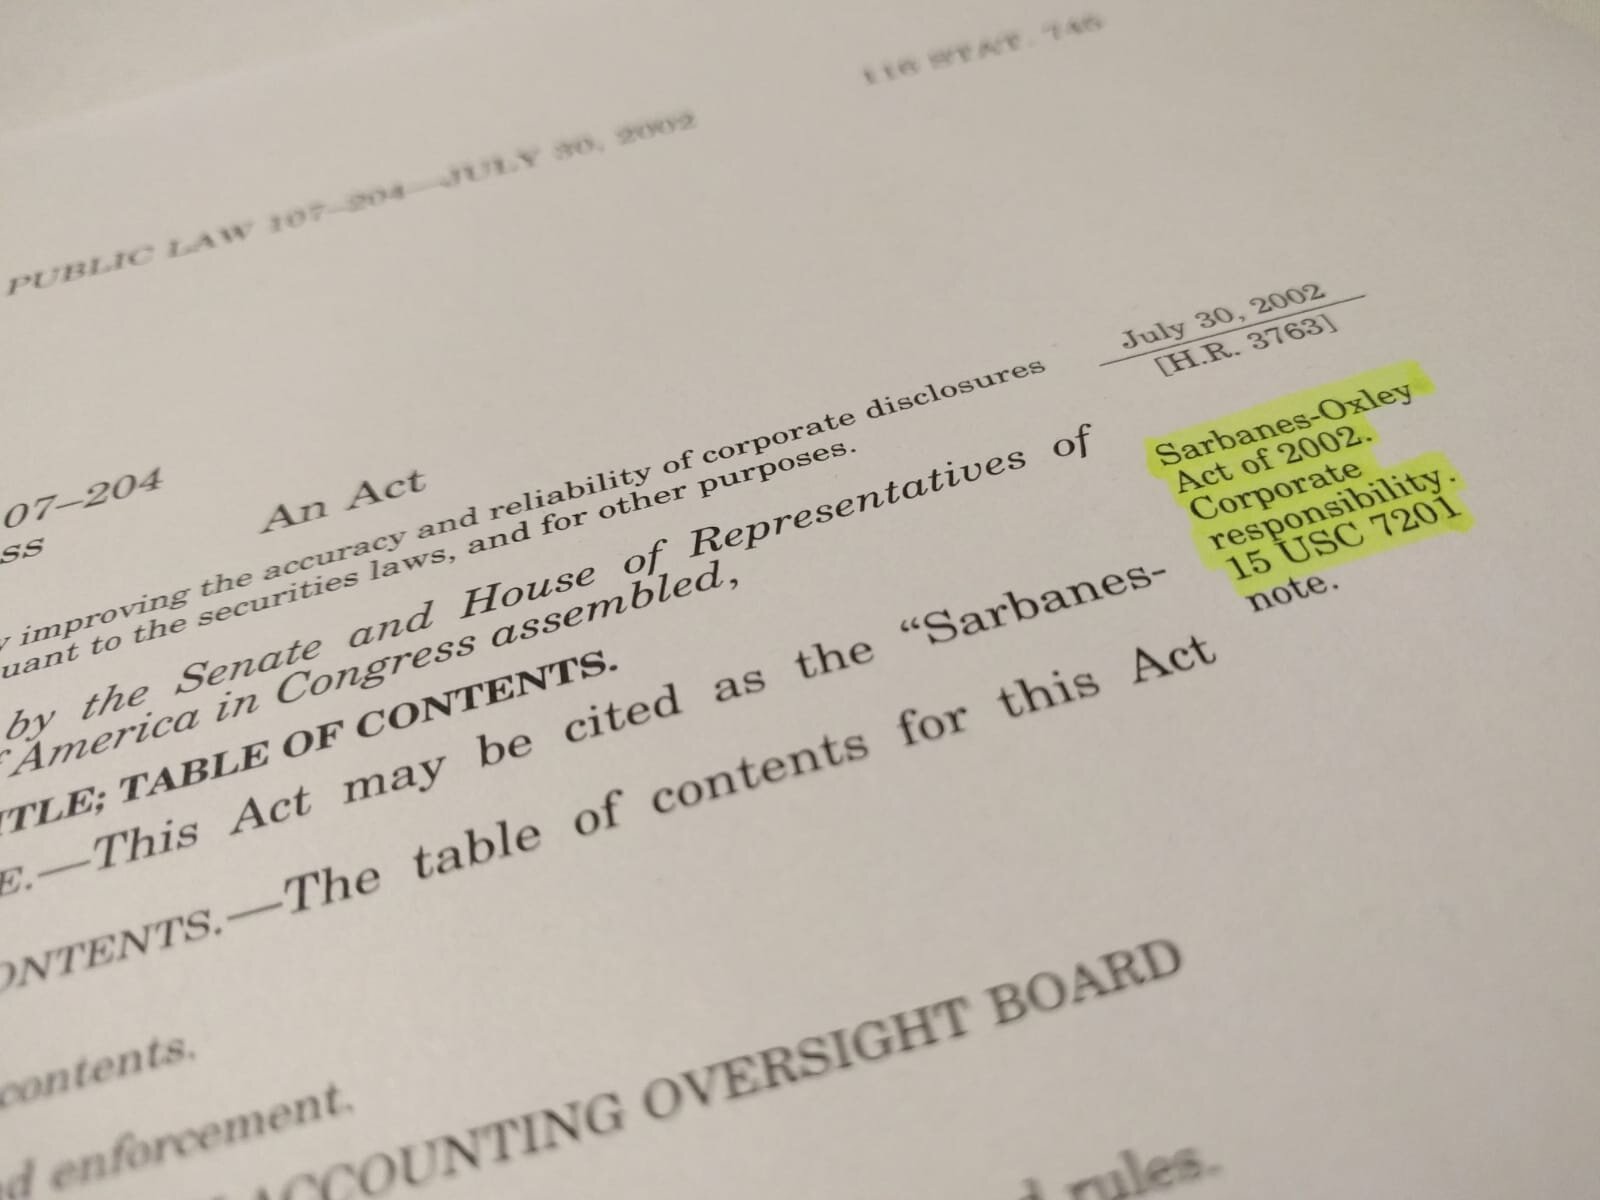 116 STAT. 745
PUBLIC LAW 107–204—JULY 30, 2002
July 30, 2002
[H.R. 3763]
07–204
ss
An Act
y improving the accuracy and reliability of corporate disclosures
uant to the securities laws, and for other purposes.
by the Senate and House of Representatives of
f America in Congress assembled,
Sarbanes-Oxley
Act of 2002.
Corporate
responsibility.
15 USC 7201
note.
ITLE; TABLE OF CONTENTS.
E.—This Act may be cited as the “Sarbanes-
ONTENTS.—The table of contents for this Act
contents.
d enforcement.
ACCOUNTING OVERSIGHT BOARD
d rules.